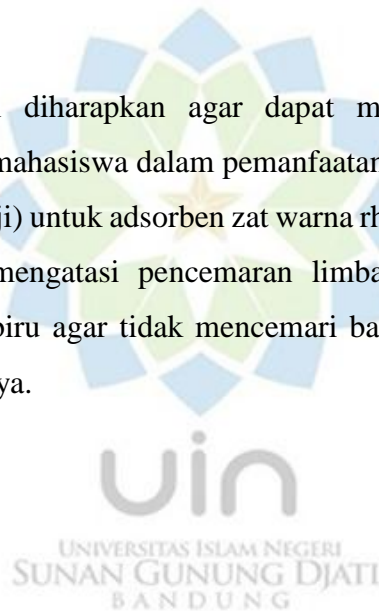 diharapkan agar dapat m
mahasiswa dalam pemanfaatan
ji) untuk adsorben zat warna rh
mengatasi pencemaran limba
biru agar tidak mencemari ba
ya.
uin
UNIVERSITAS ISLAM NEGERI
SUNAN GUNUNG DJATI
BANDUNG